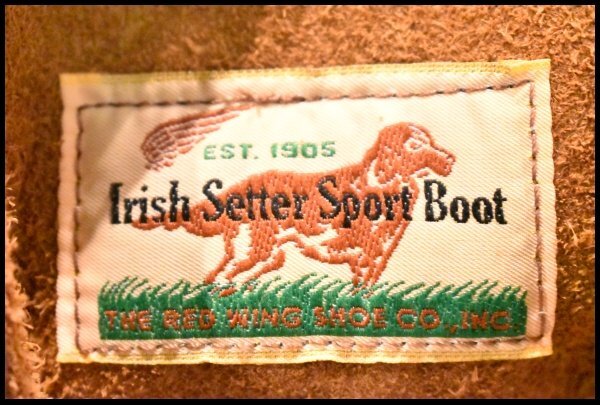 EST. 1905
Irish Setter Sport Boot
THE RED WING SHOE CO., INC.